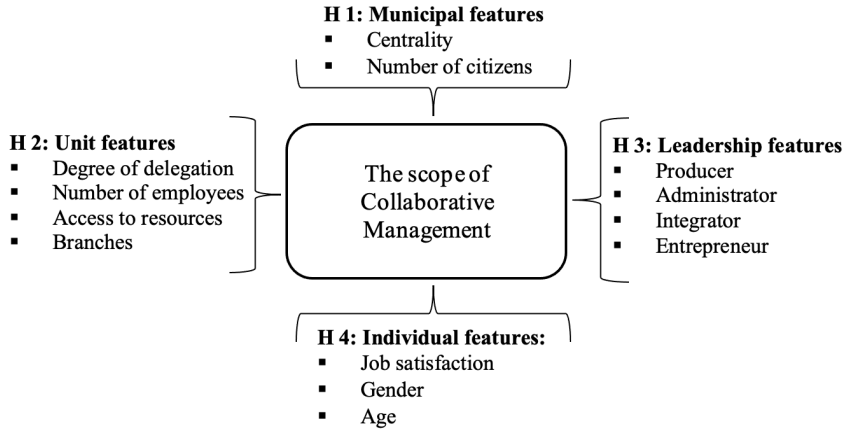 H 1: Municipal features
▪ Centrality
▪ Number of citizens
H 2: Unit features
▪ Degree of delegation
▪ Number of employees
▪ Access to resources
▪ Branches
The scope of
Collaborative
Management
H 3: Leadership features
▪ Producer
▪ Administrator
▪ Integrator
▪ Entrepreneur
H 4: Individual features:
▪ Job satisfaction
▪ Gender
▪ Age